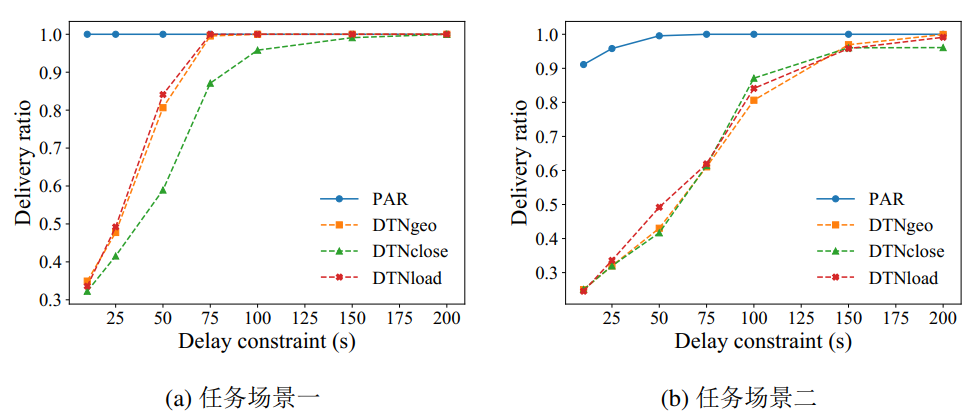 1.0
0.9
0.8
0.7
0.6
0.5
0.4
0.3
Delivery ratio
PAR
DTNgeo
DTNclose
DTNload
25 50 75 100 125 150 175 200
Delay constraint (s)
(a) 任务场景一
1.0
0.9
0.8
0.7
0.6
0.5
0.4
0.3
Delivery ratio
PAR
DTNgeo
DTNclose
DTNload
25 50 75 100 125 150 175 200
Delay constraint (s)
(b) 任务场景二